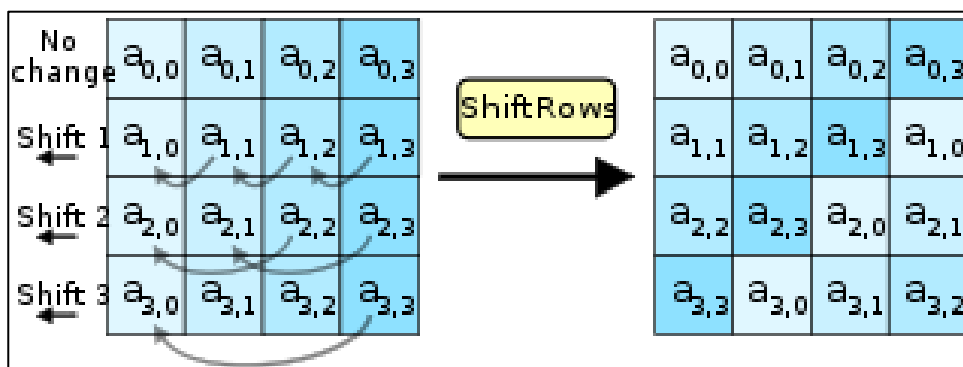 No change a0,0 a0,1 a0,2 a0,3 a0,0 a0,1 a0,2 a0,3
ShiftRows
Shift 1 a1,0 a1,1 a1,2 a1,3 a1,1 a1,2 a1,3 a1,0
Shift 2 a2,0 a2,1 a2,2 a2,3 a2,2 a2,3 a2,0 a2,1
Shift 3 a3,0 a3,1 a3,2 a3,3 a3,3 a3,0 a3,1 a3,2